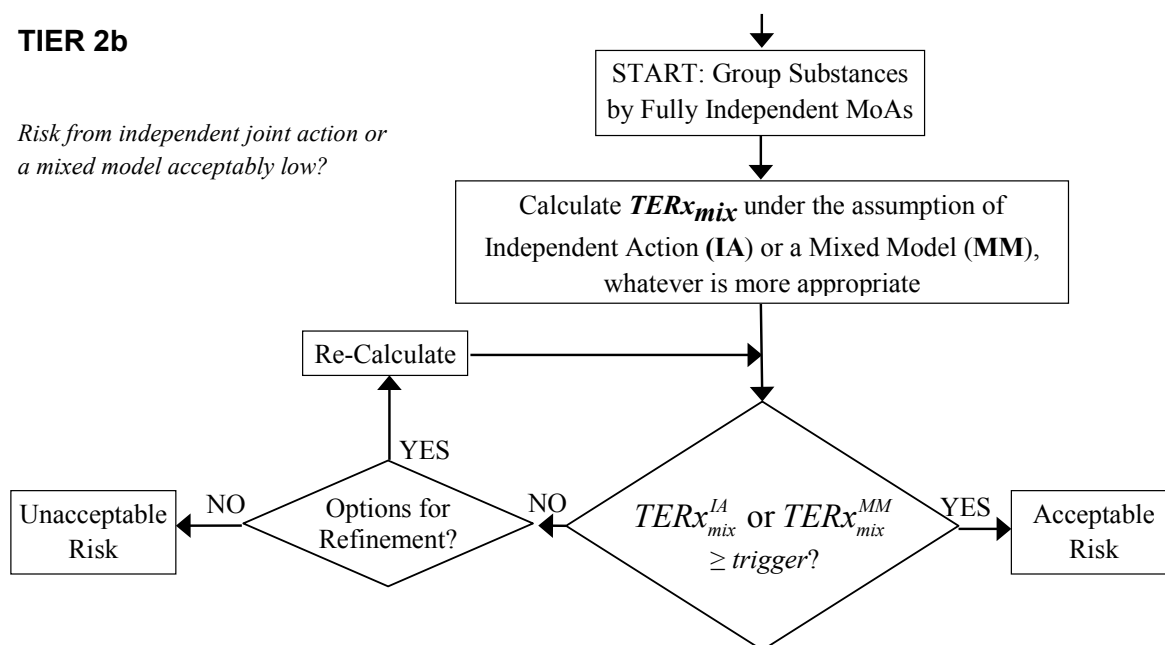 TIER 2b
START: Group Substances
by Fully Independent MoAs
Risk from independent joint action or
a mixed model acceptably low?
Calculate TERx_mix under the assumption of
Independent Action (IA) or a Mixed Model (MM),
whatever is more appropriate
Re-Calculate
YES
Unacceptable
Risk
NO
Options for
Refinement?
NO
TERx_mix^IA or TERx_mix^MM
≥ trigger?
YES
Acceptable
Risk